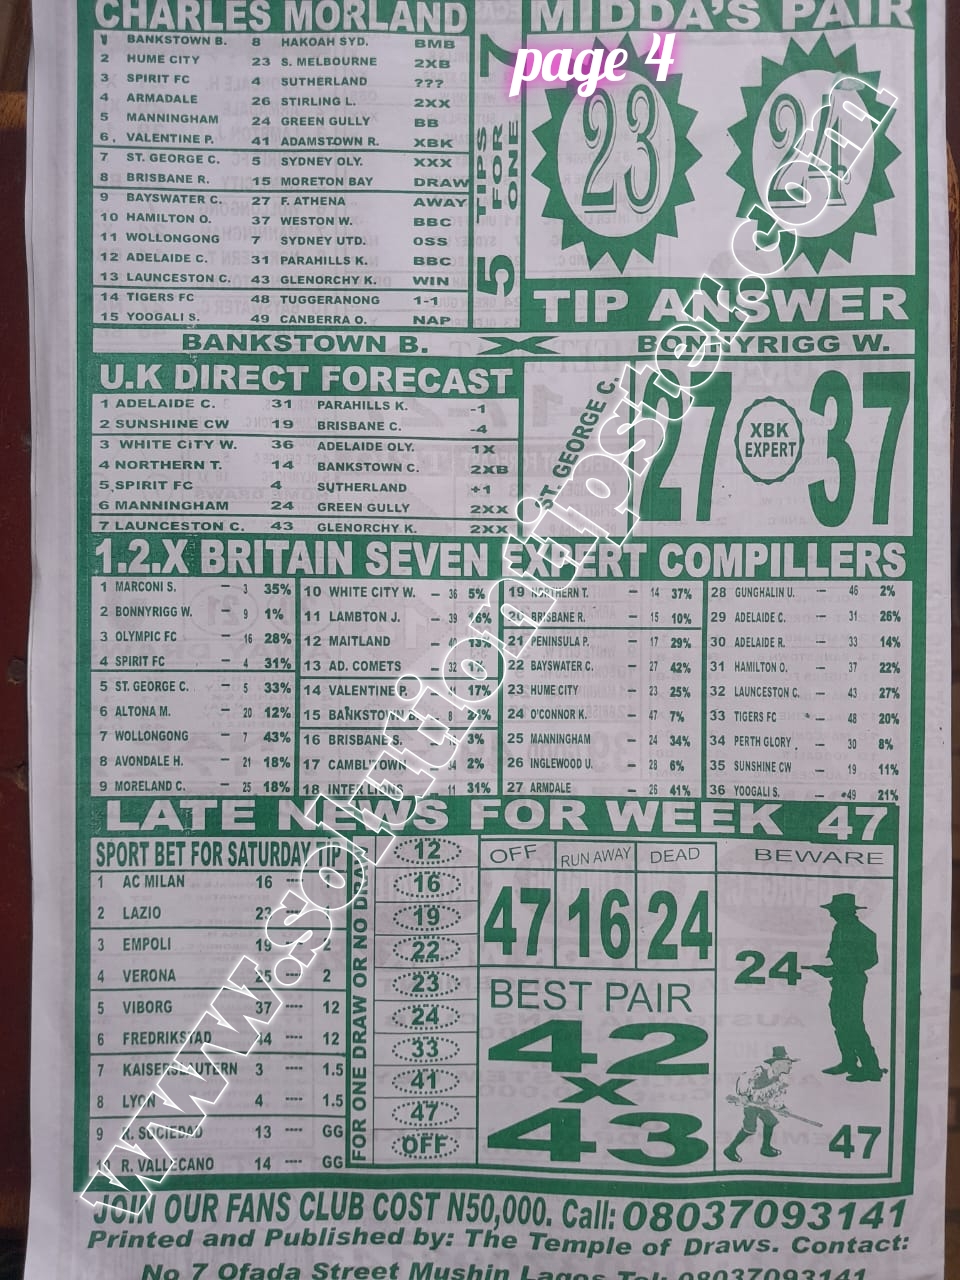 CHARLES MORLAND
1 BANKSTOWN B. 8 HAKOAH SYD. BMB
2 HUME CITY 23 S. MELBOURNE 2XB
3 SPIRIT FC 4 SUTHERLAND ???
4 ARMADALE 26 STIRLING L. 2XX
5 MANNINGHAM 24 GREEN GULLY BB
6 VALENTINE P. 41 ADAMSTOWN R. XBK
7 ST. GEORGE C. 5 SYDNEY OLY. XXX
8 BRISBANE R. 15 MORETON BAY DRAW
9 BAYSWATER C. 27 F. ATHENA AWAY
10 HAMILTON O. 37 WESTON W. BBC
11 WOLLONGONG 7 SYDNEY UTD. OSS
12 ADELAIDE C. 31 PARAHILLS K. BBC
13 LAUNCESTON C. 43 GLENORCHY K. WIN
14 TIGERS FC 48 TUGGERANONG 1-1
15 YOOGALI S. 49 CANBERRA O. NAP
5 TIPS FOR ONE 7
MIDDA'S PAIR
page 4
23 24
TIP ANSWER
BANKSTOWN B. X BONNYRIGG W.
U.K DIRECT FORECAST
1 ADELAIDE C. 31 PARAHILLS K. -1
2 SUNSHINE CW 19 BRISBANE C. -4
3 WHITE CITY W. 36 ADELAIDE OLY. 1X
4 NORTHERN T. 14 BANKSTOWN C. 2XB
5 SPIRIT FC 4 SUTHERLAND +1
6 MANNINGHAM 24 GREEN GULLY 2XX
7 LAUNCESTON C. 43 GLENORCHY K. 2XX
ST. GEORGE C.
27 XBK EXPERT 37
1.2.X BRITAIN SEVEN EXPERT COMPILLERS
1 MARCONI S. – 3 35%
2 BONNYRIGG W. – 9 1%
3 OLYMPIC FC – 16 28%
4 SPIRIT FC – 4 31%
5 ST. GEORGE C. – 5 33%
6 ALTONA M. – 20 12%
7 WOLLONGONG – 7 43%
8 AVONDALE H. – 21 18%
9 MORELAND C. – 25 18%
10 WHITE CITY W. – 36 5%
11 LAMBTON J. – 39
12 MAITLAND – 40 13%
13 AD. COMETS – 32
14 VALENTINE P. 17%
15 BANKSTOWN B. – 8
16 BRISBANE S. – 3%
17 2%
18 INTER LIONS – 11 31%
19 NORTHERN T. – 14 37%
20 BRISBANE R. – 15 10%
21 PENINSULA P. – 17 29%
22 BAYSWATER C. – 27 42%
23 HUME CITY – 23 25%
24 O'CONNOR K. – 47 7%
25 MANNINGHAM – 24 34%
26 INGLEWOOD U. – 28 6%
27 ARMDALE – 26 41%
28 GUNGHALIN U. – 46 2%
29 ADELAIDE C. – 31 26%
30 ADELAIDE R. – 33 14%
31 HAMILTON O. – 37 22%
32 LAUNCESTON C. – 43 27%
33 TIGERS FC – 48 20%
34 PERTH GLORY – 30 8%
35 SUNSHINE CW – 19 11%
36 YOOGALI S. – 49 21%
LATE NEWS FOR WEEK 47
SPORT BET FOR SATURDAY TIP
1 AC MILAN 16 ----
2 LAZIO 23 ----
3 EMPOLI 19 ---- 2
4 VERONA 25 ---- 2
5 VIBORG 37 ---- 12
6 FREDRIKSTAD ---- 12
7 KAISERSLAUTERN 3 ---- 1.5
8 LYON 4 ---- 1.5
9 R. SOCIEDAD 13 ---- GG
10 R. VALLECANO 14 ---- GG
FOR ONE DRAW OR NO DRAW
12
16
19
22
23
24
33
41
47
OFF
OFF RUN AWAY DEAD
47 16 24
BEST PAIR
42
X
43
BEWARE
24
47
www.solutiontipster.com
JOIN OUR FANS CLUB COST N50,000. Call: 08037093141
Printed and Published by: The Temple of Draws. Contact:
No 7 Ofada Street Mushin Lagos Tel: 08037093141